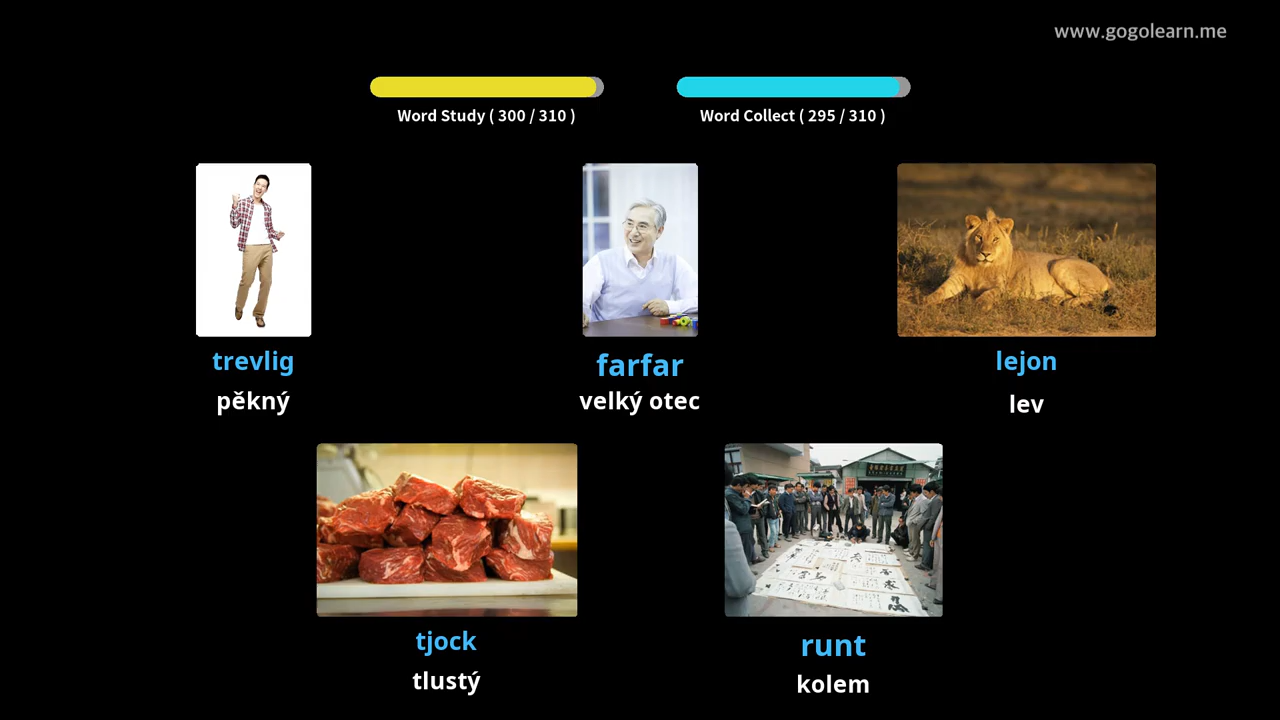 www.gogolearn.me
Word Study ( 300 / 310 )
Word Collect ( 295 / 310 )
trevlig
pěkný
farfar
velký otec
lejon
lev
tjock
tlustý
runt
kolem